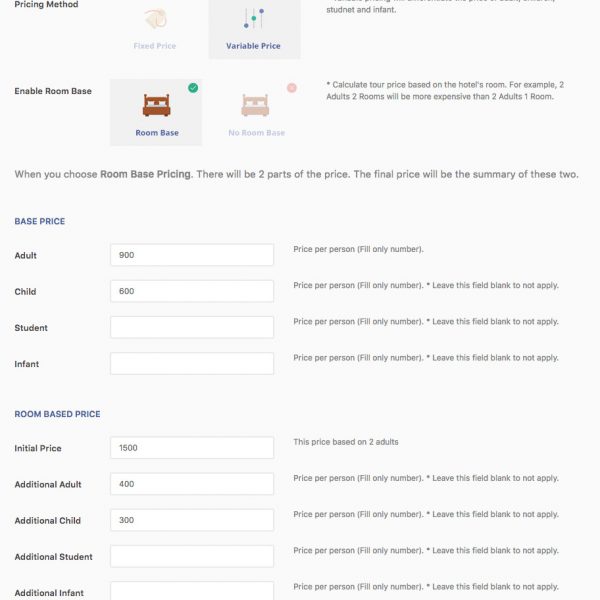 Pricing Method
studnet and infant.
Fixed Price
Variable Price
Enable Room Base
* Calculate tour price based on the hotel's room. For example, 2
Adults 2 Rooms will be more expensive than 2 Adults 1 Room.
Room Base
No Room Base
When you choose Room Base Pricing. There will be 2 parts of the price. The final price will be the summary of these two.
BASE PRICE
Adult
900
Price per person (Fill only number).
Child
600
Price per person (Fill only number). * Leave this field blank to not apply.
Student
Price per person (Fill only number). * Leave this field blank to not apply.
Infant
Price per person (Fill only number). * Leave this field blank to not apply.
ROOM BASED PRICE
Initial Price
1500
This price based on 2 adults
Additional Adult
400
Price per person (Fill only number). * Leave this field blank to not apply.
Additional Child
300
Price per person (Fill only number). * Leave this field blank to not apply.
Additional Student
Price per person (Fill only number). * Leave this field blank to not apply.
Additional Infant
Price per person (Fill only number). * Leave this field blank to not apply.